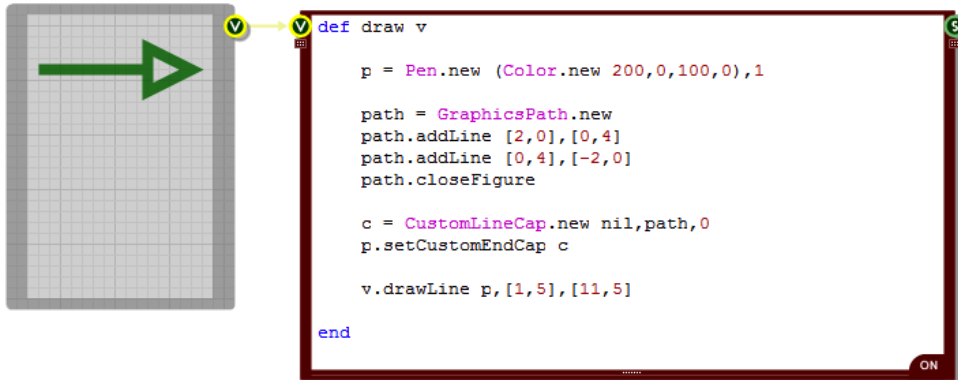 V
V
S
def draw v
p = Pen.new (Color.new 200,0,100,0),1
path = GraphicsPath.new
path.addLine [2,0],[0,4]
path.addLine [0,4],[-2,0]
path.closeFigure
c = CustomLineCap.new nil,path,0
p.setCustomEndCap c
v.drawLine p,[1,5],[11,5]
end
ON